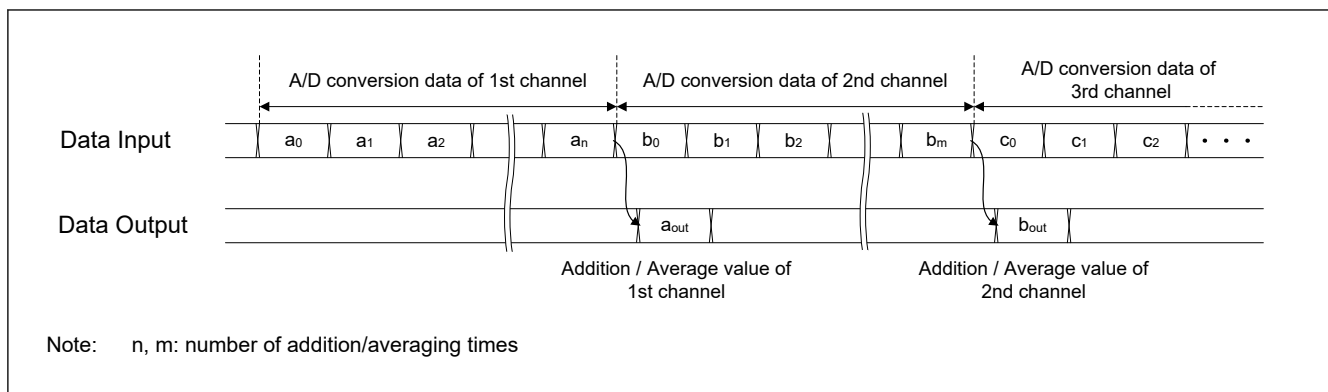 A/D conversion data of 1st channel
A/D conversion data of 2nd channel
A/D conversion data of
3rd channel
Data Input
a0 a1 a2 an b0 b1 b2 bm c0 c1 c2 • • •
Data Output
aout bout
Addition / Average value of
1st channel
Addition / Average value of
2nd channel
Note: n, m: number of addition/averaging times